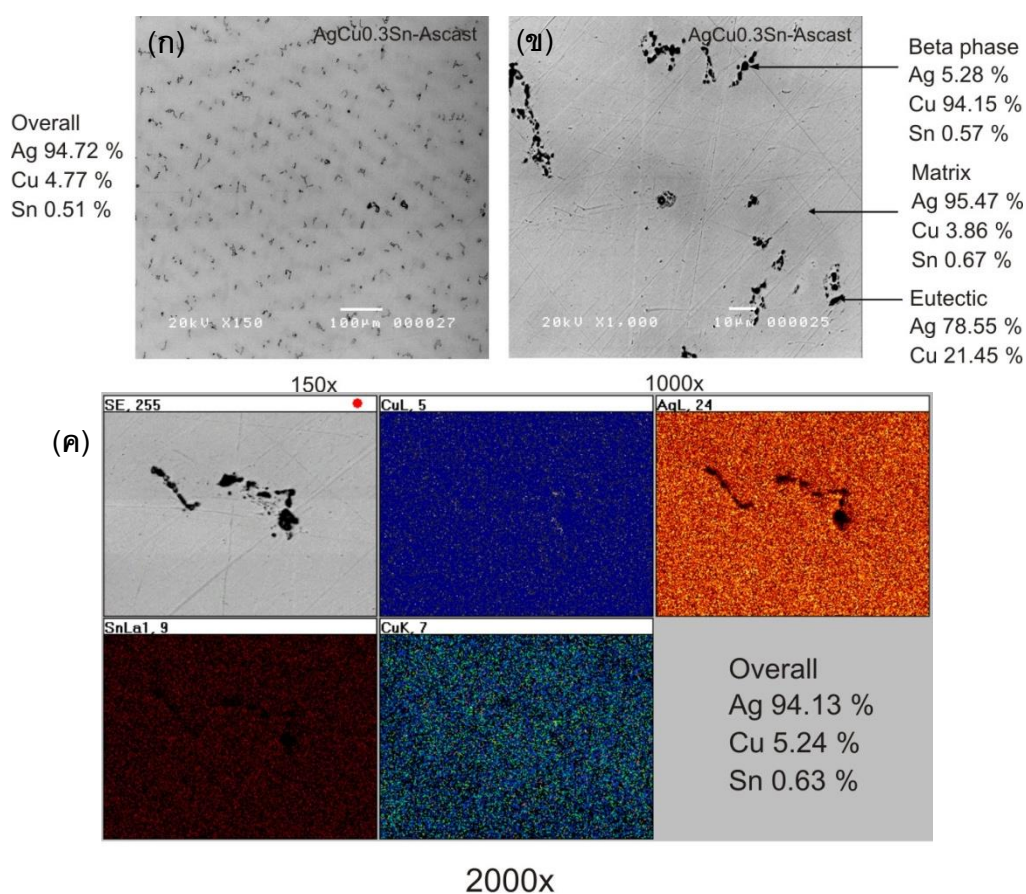 (ก)
AgCu0.3Sn-Ascast
Overall
Ag 94.72 %
Cu 4.77 %
Sn 0.51 %
20kV X150 100µm 000027
150x
(ข)
AgCu0.3Sn-Ascast
Beta phase
Ag 5.28 %
Cu 94.15 %
Sn 0.57 %
Matrix
Ag 95.47 %
Cu 3.86 %
Sn 0.67 %
Eutectic
Ag 78.55 %
Cu 21.45 %
20kV X1,000 10µm 000025
1000x
(ค)
SE, 255
CuL, 5
AgL, 24
SnLa1, 9
CuK, 7
Overall
Ag 94.13 %
Cu 5.24 %
Sn 0.63 %
2000x